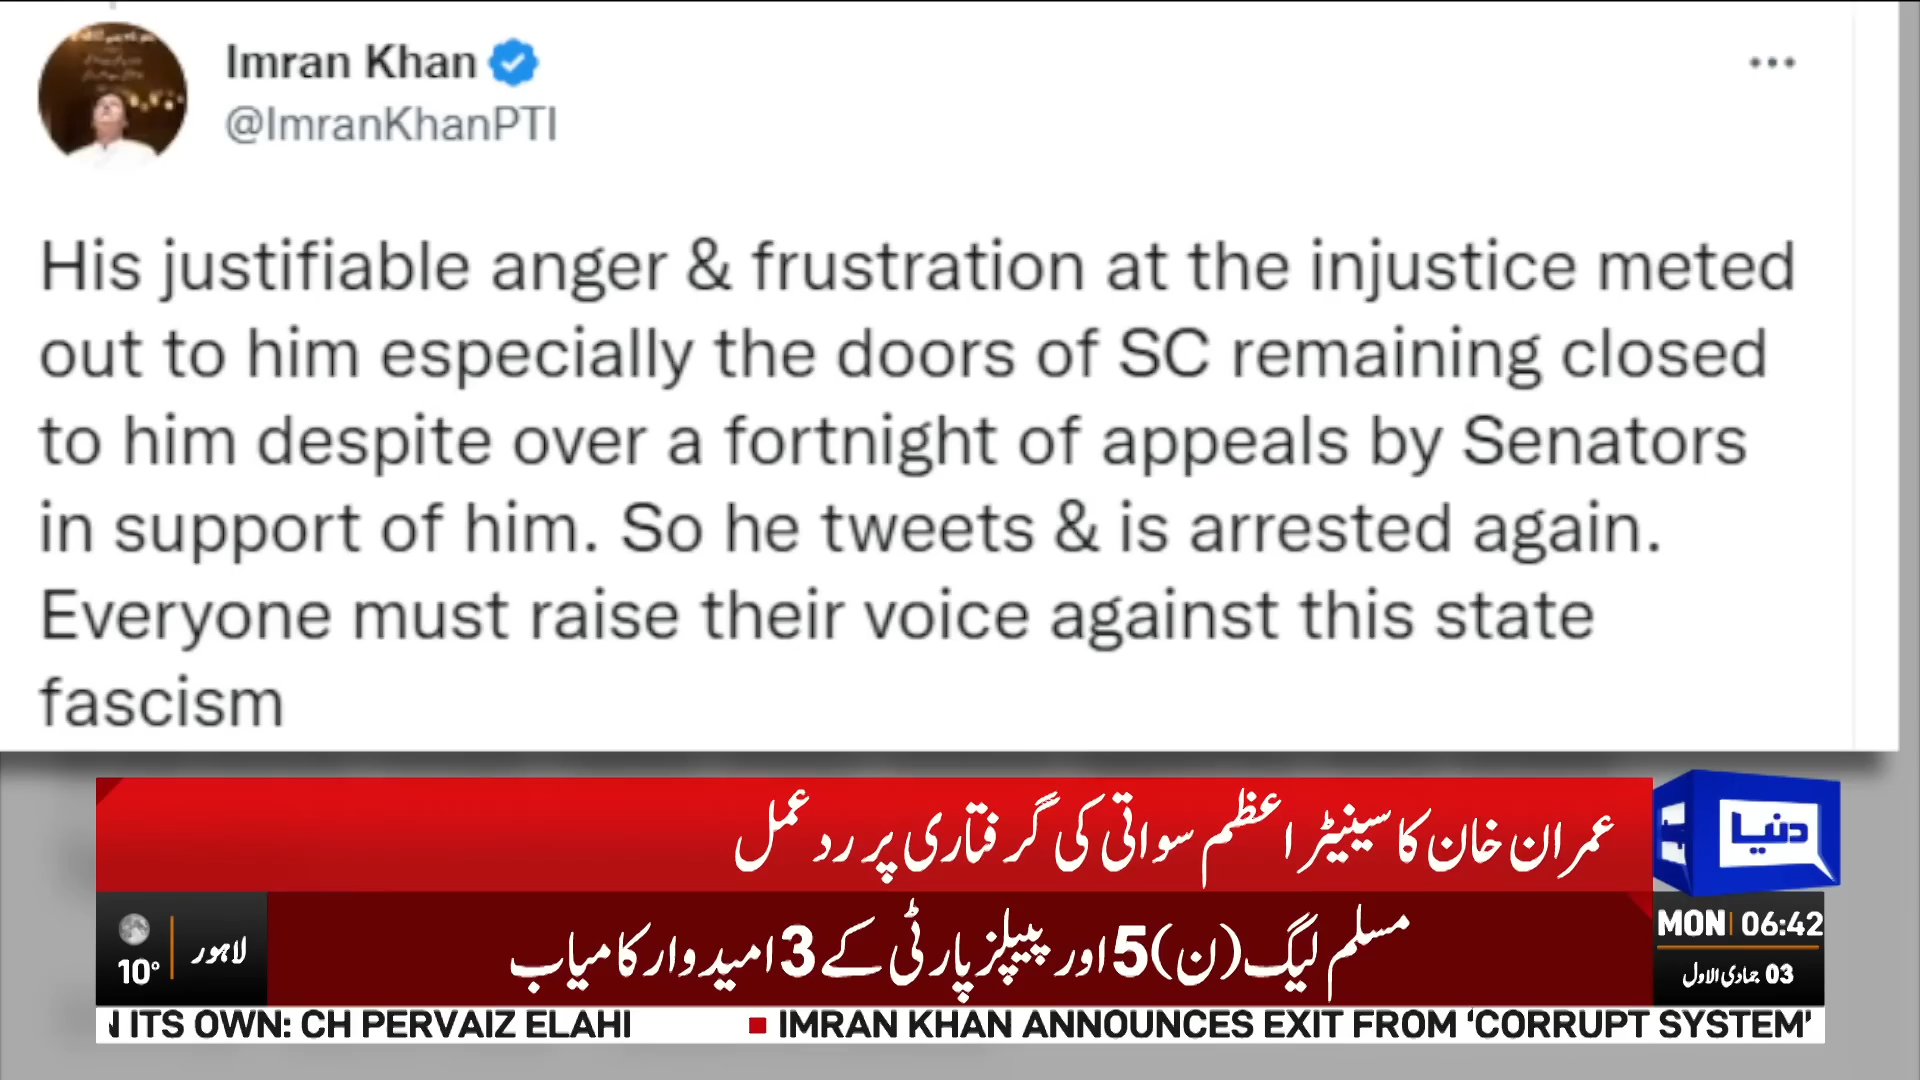 Imran Khan
@ImranKhanPTI
His justifiable anger & frustration at the injustice meted
out to him especially the doors of SC remaining closed
to him despite over a fortnight of appeals by Senators
in support of him. So he tweets & is arrested again.
Everyone must raise their voice against this state
fascism
عمران خان کا سینیٹر اعظم سواتی کی گرفتاری پر رد عمل
دنیا
مسلم لیگ (ن) 5 اور پیپلز پارٹی کے 3 امیدوار کامیاب
لاہور
10°
MON 06:42
03 جمادی الاول
N ITS OWN: CH PERVAIZ ELAHI
IMRAN KHAN ANNOUNCES EXIT FROM ‘CORRUPT SYSTEM’